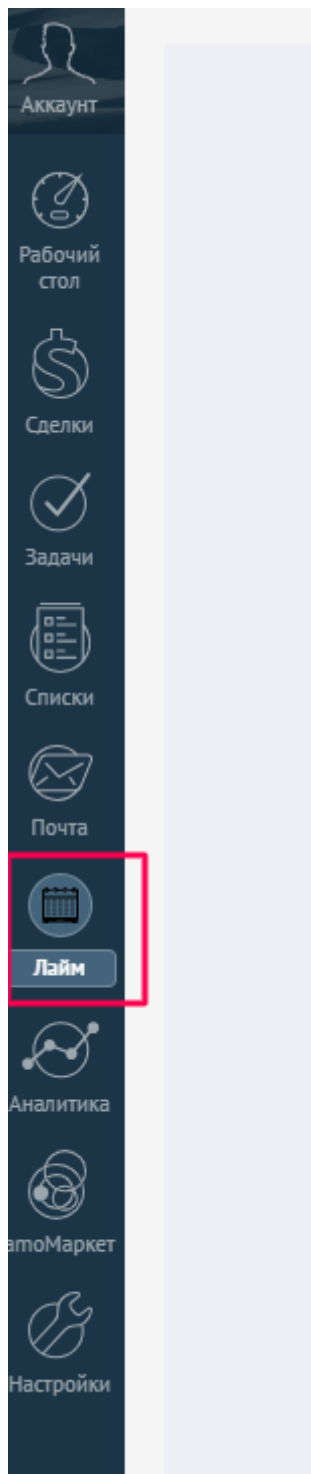 Аккаунт
Рабочий
стол
Сделки
Задачи
Списки
Почта
Лайм
Аналитика
amoМаркет
Настройки